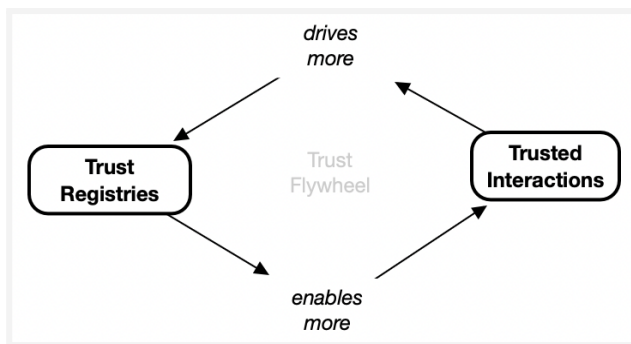 drives
more
Trust
Registries
Trust
Flywheel
Trusted
Interactions
enables
more